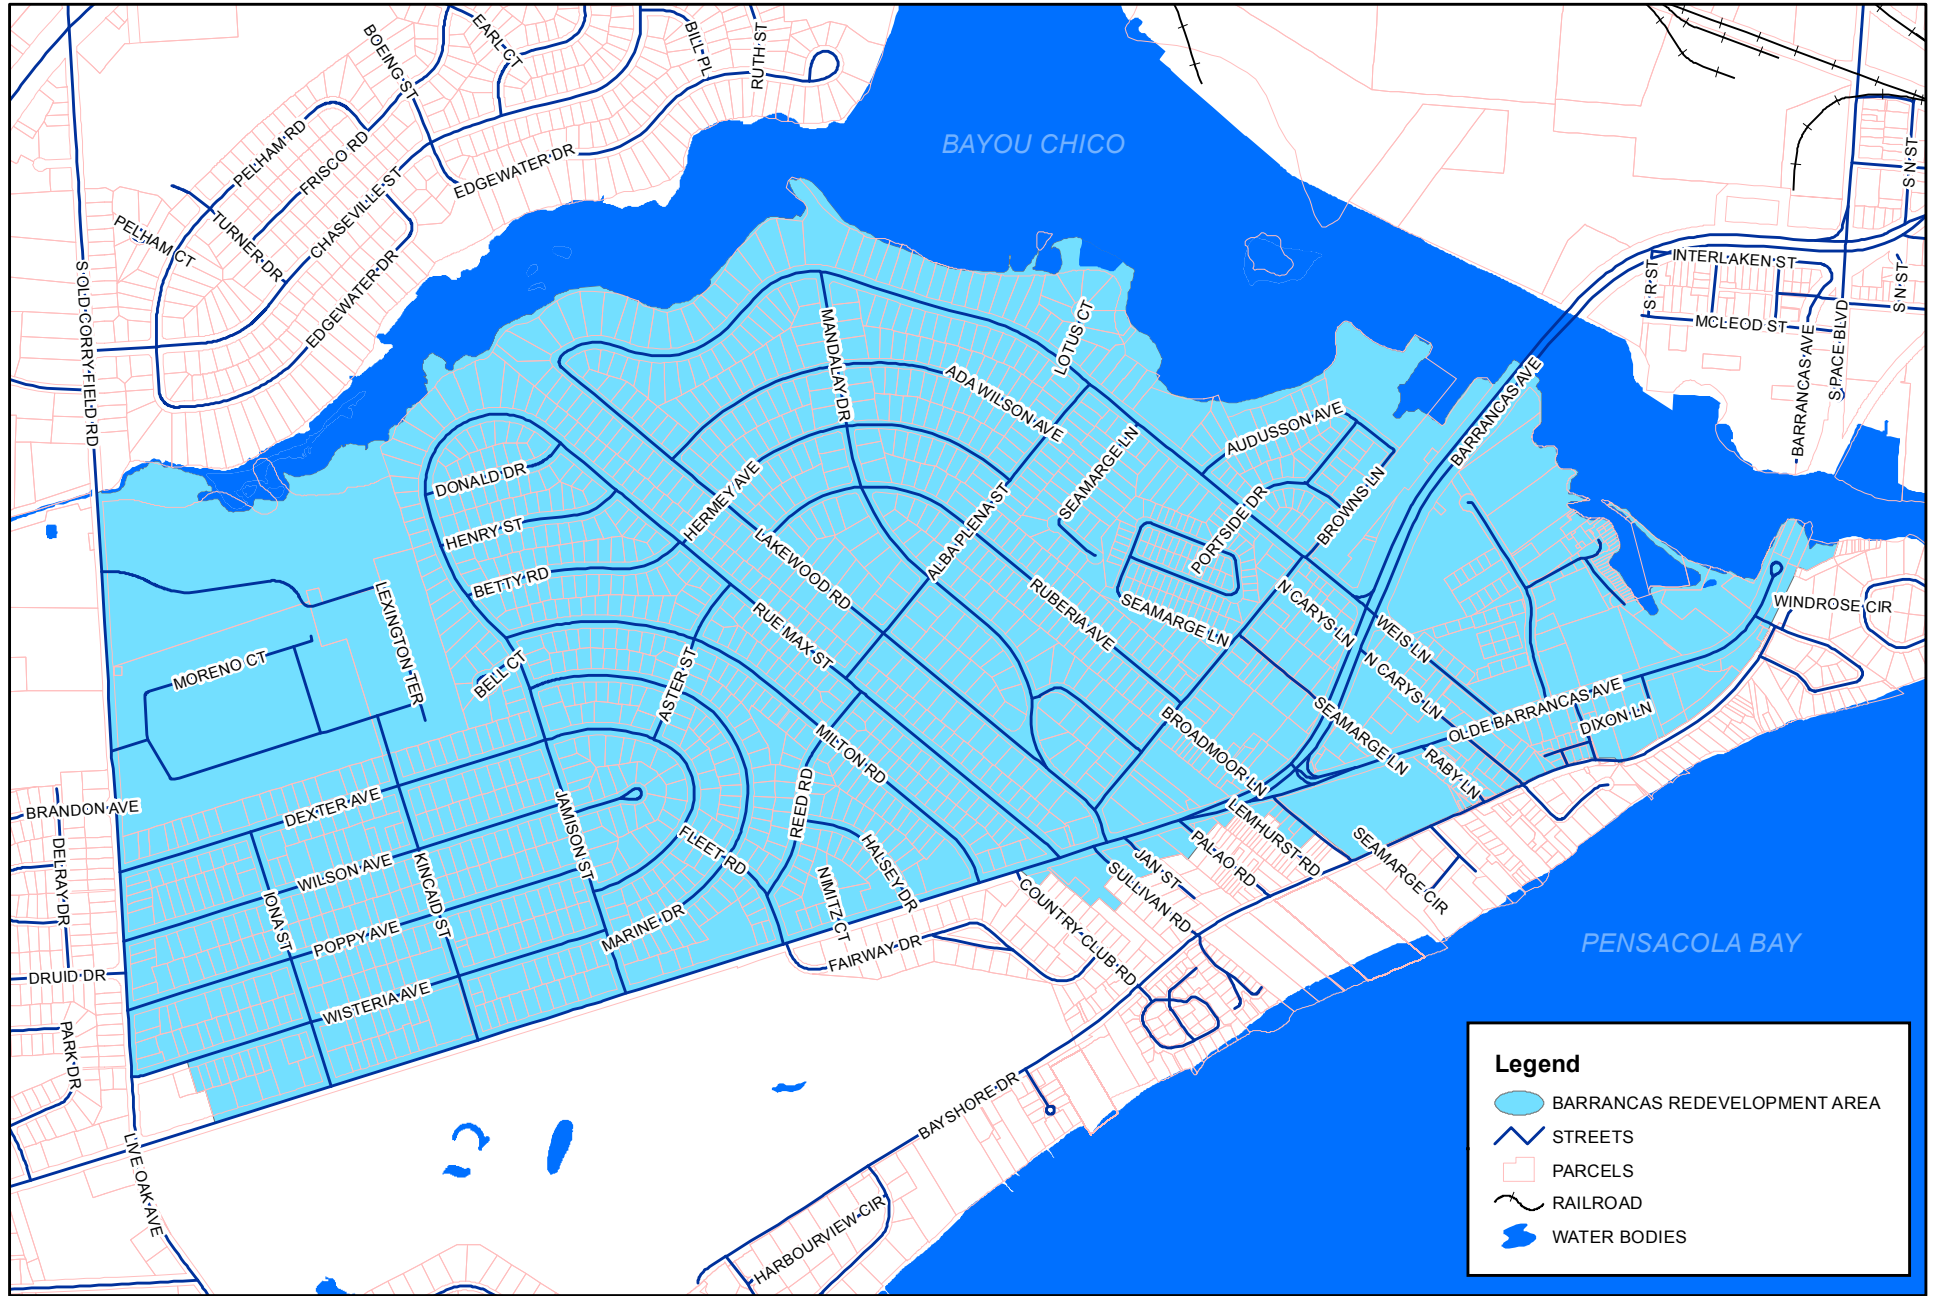 EARL CT
BOEING ST
BILL PL
RUTH ST
BAYOU CHICO
PELHAM RD
FRISCO RD
CHASEVILLE ST
EDGEWATER DR
S N ST
PELHAM CT
TURNER DR
EDGEWATER DR
S OLD CORRY FIELD RD
INTERLAKEN ST
S R ST
S N ST
MCLEOD ST
BARRANCAS AVE
S PACE BLVD
MANDALAY DR
LOTUS CT
ADA WILSON AVE
AUDUSSON AVE
BARRANCAS AVE
SEAMARGE LN
DONALD DR
HENRY ST
HERMEY AVE
BETTY RD
LAKEWOOD RD
ALBA PLENA ST
PORTSIDE DR
BROWNS LN
LEXINGTON TER
RUE MAX ST
RUBERIA AVE
SEAMARGE LN
N CARYS LN
WEIS LN
WINDROSE CIR
MORENO CT
BELL CT
ASTER ST
N CARYS LN
OLDE BARRANCAS AVE
DIXON LN
SEAMARGE LN
BROADMOOR LN
RABY LN
MILTON RD
REED RD
BRANDON AVE
DEXTER AVE
JAMISON ST
FLEET RD
HALSEY DR
LEMHURST RD
PALAO RD
JAN ST
SULLIVAN RD
SEAMARGE CIR
DEL RAY DR
WILSON AVE
KINCAID ST
IONA ST
NIMITZ CT
COUNTRY CLUB RD
POPPY AVE
MARINE DR
FAIRWAY DR
PENSACOLA BAY
DRUID DR
WISTERIA AVE
PARK DR
BAYSHORE DR
LIVE OAK AVE
HARBOURVIEW CIR
Legend
BARRANCAS REDEVELOPMENT AREA
STREETS
PARCELS
RAILROAD
WATER BODIES